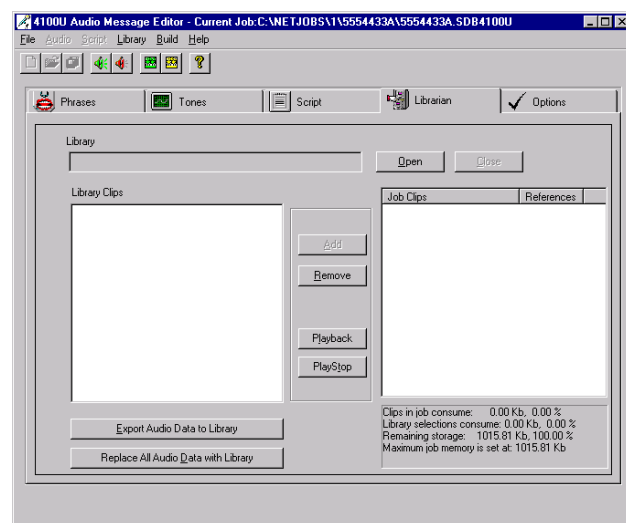 4100U Audio Message Editor - Current Job:C:\NETJOBS\1\5554433A\5554433A.SDB4100U
File Audio Script Library Build Help
Phrases Tones Script Librarian Options
Library
Open Close
Library Clips
Job Clips References
Add
Remove
Playback
PlayStop
Export Audio Data to Library
Replace All Audio Data with Library
Clips in job consume: 0.00 Kb, 0.00 %
Library selections consume: 0.00 Kb, 0.00 %
Remaining storage: 1015.81 Kb, 100.00 %
Maximum job memory is set at: 1015.81 Kb